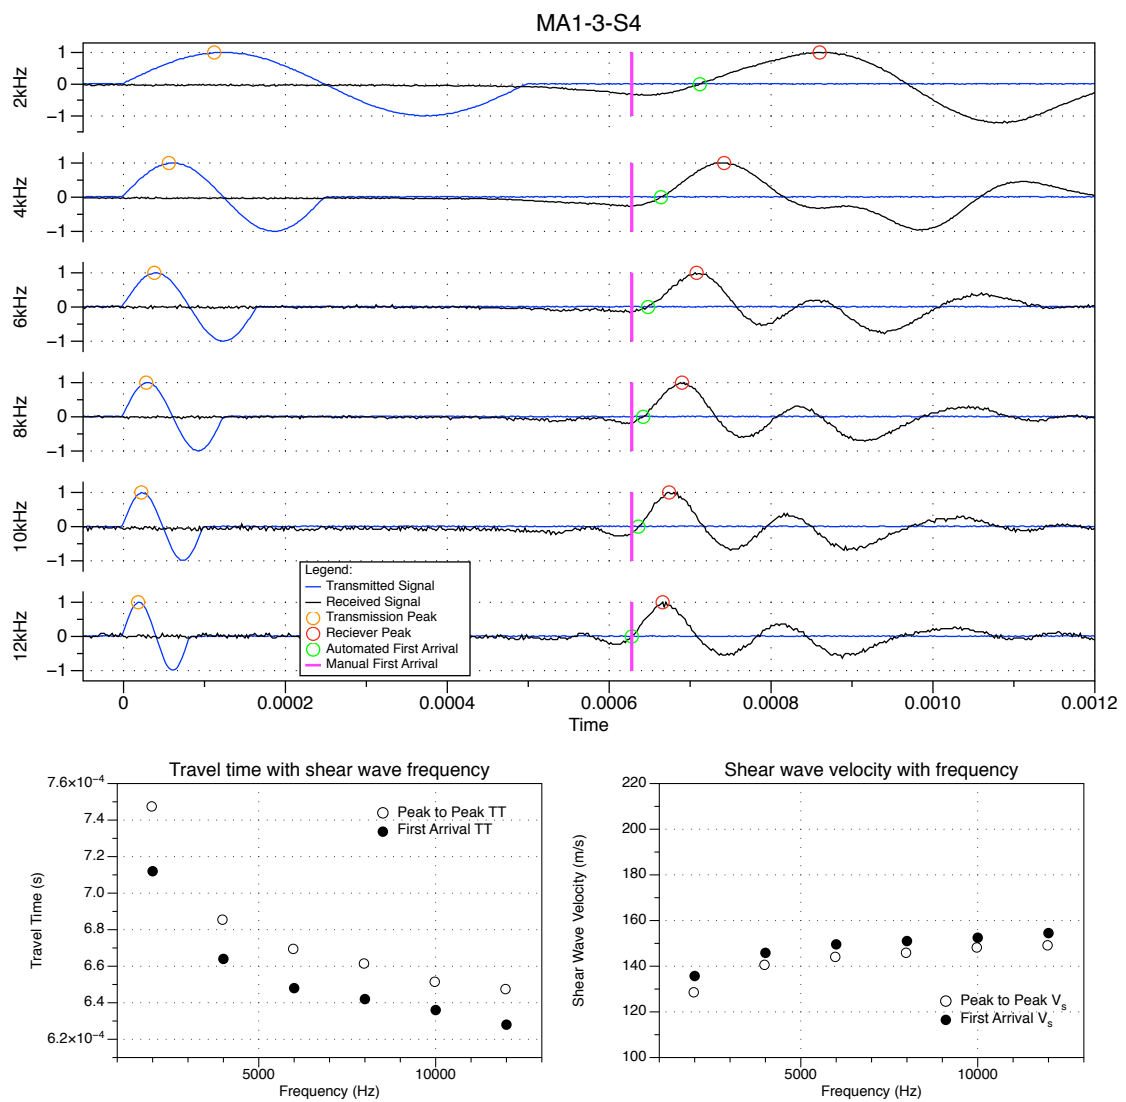 MA1-3-S4
2kHz
1
0
−1
4kHz
1
0
−1
6kHz
1
0
−1
8kHz
1
0
−1
10kHz
1
0
−1
12kHz
1
0
−1
Legend:
Transmitted Signal
Received Signal
Transmission Peak
Reciever Peak
Automated First Arrival
Manual First Arrival
0 0.0002 0.0004 0.0006 0.0008 0.0010 0.0012
Time
Travel time with shear wave frequency
Travel Time (s)
7.6×10⁻⁴
7.4
7.2
7.0
6.8
6.6
6.4
6.2×10⁻⁴
Peak to Peak TT
First Arrival TT
5000 10000
Frequency (Hz)
Shear wave velocity with frequency
Shear Wave Velocity (m/s)
220
200
180
160
140
120
100
Peak to Peak Vₛ
First Arrival Vₛ
5000 10000
Frequency (Hz)